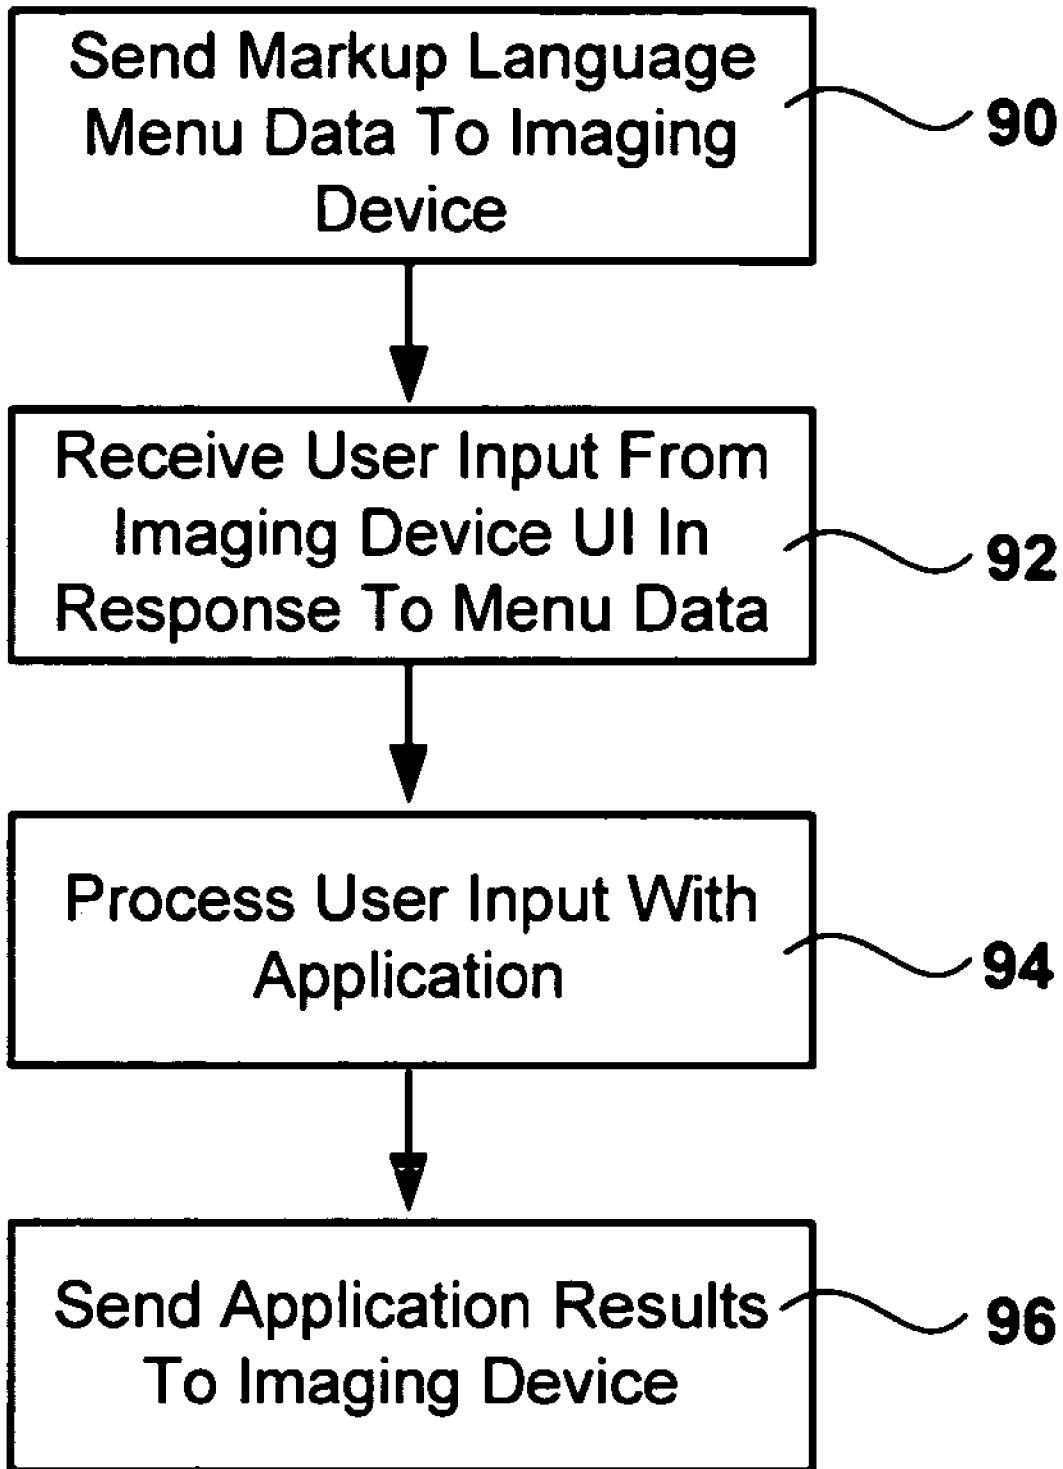 Send Markup Language
Menu Data To Imaging
Device
90
Receive User Input From
Imaging Device UI In
Response To Menu Data
92
Process User Input With
Application
94
Send Application Results
To Imaging Device
96